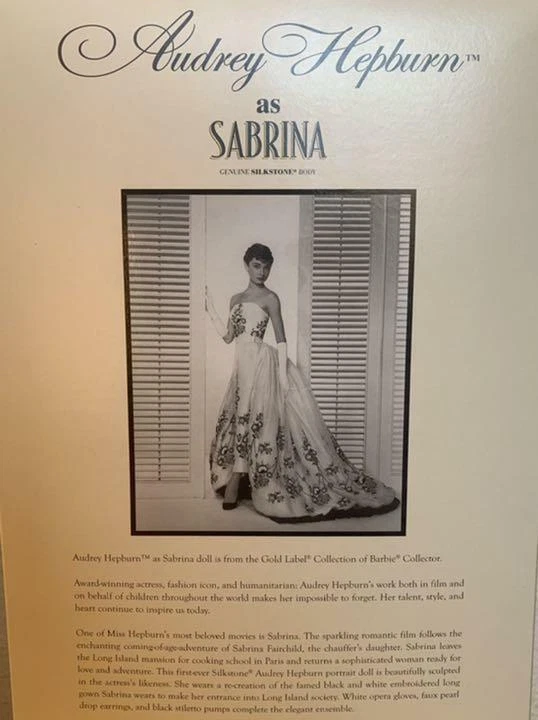 Audrey Hepburn™
as
SABRINA
GENUINE SILKSTONE® BODY
Audrey Hepburn™ as Sabrina doll is from the Gold Label® Collection of Barbie® Collector.
Award-winning actress, fashion icon, and humanitarian: Audrey Hepburn's work both in film and
on behalf of children throughout the world makes her impossible to forget. Her talent, style, and
heart continue to inspire us today.
One of Miss Hepburn's most beloved movies is Sabrina. The sparkling romantic film follows the
enchanting coming-of-age-adventure of Sabrina Fairchild, the chauffer's daughter. Sabrina leaves
the Long Island mansion for cooking school in Paris and returns a sophisticated woman ready for
love and adventure. This first-ever Silkstone® Audrey Hepburn portrait doll is beautifully sculpted
in the actress's likeness. She wears a re-creation of the famed black and white embroidered long
gown Sabrina wears to make her entrance into Long Island society. White opera gloves, faux pearl
drop earrings, and black stiletto pumps complete the elegant ensemble.